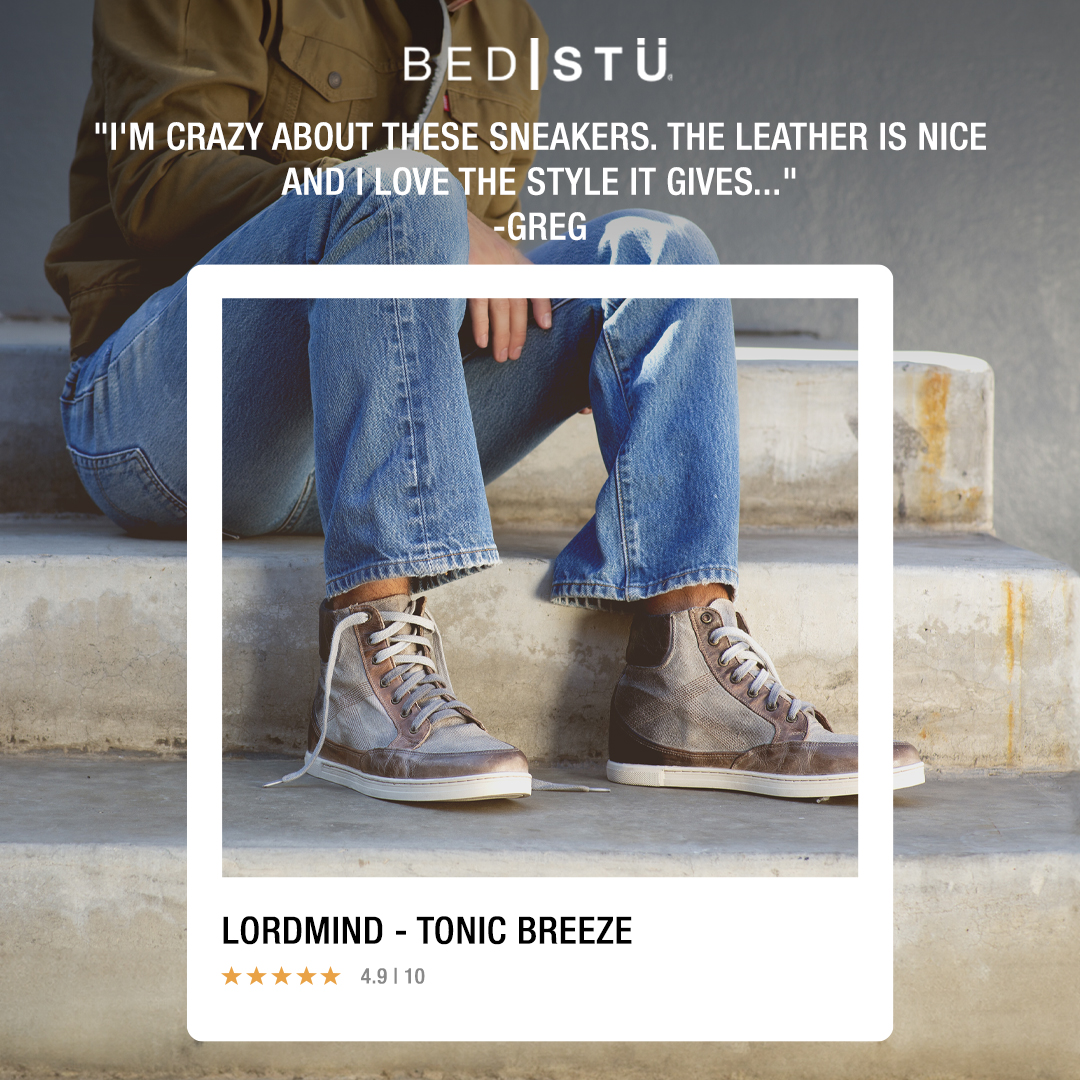 BED|STÜ®
"I'M CRAZY ABOUT THESE SNEAKERS. THE LEATHER IS NICE
AND I LOVE THE STYLE IT GIVES..."
-GREG
LORDMIND - TONIC BREEZE
4.9 | 10